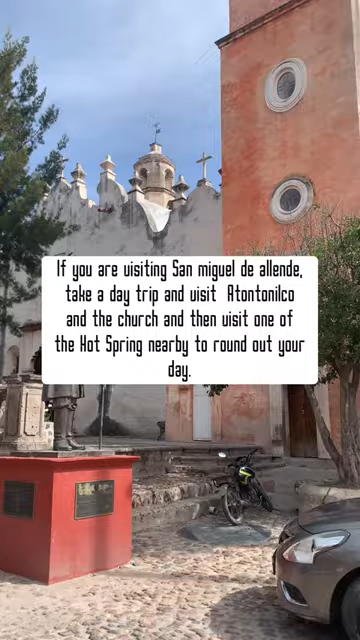 If you are visiting San miguel de allende,
take a day trip and visit Atontonilco
and the church and then visit one of
the Hot Spring nearby to round out your
day.